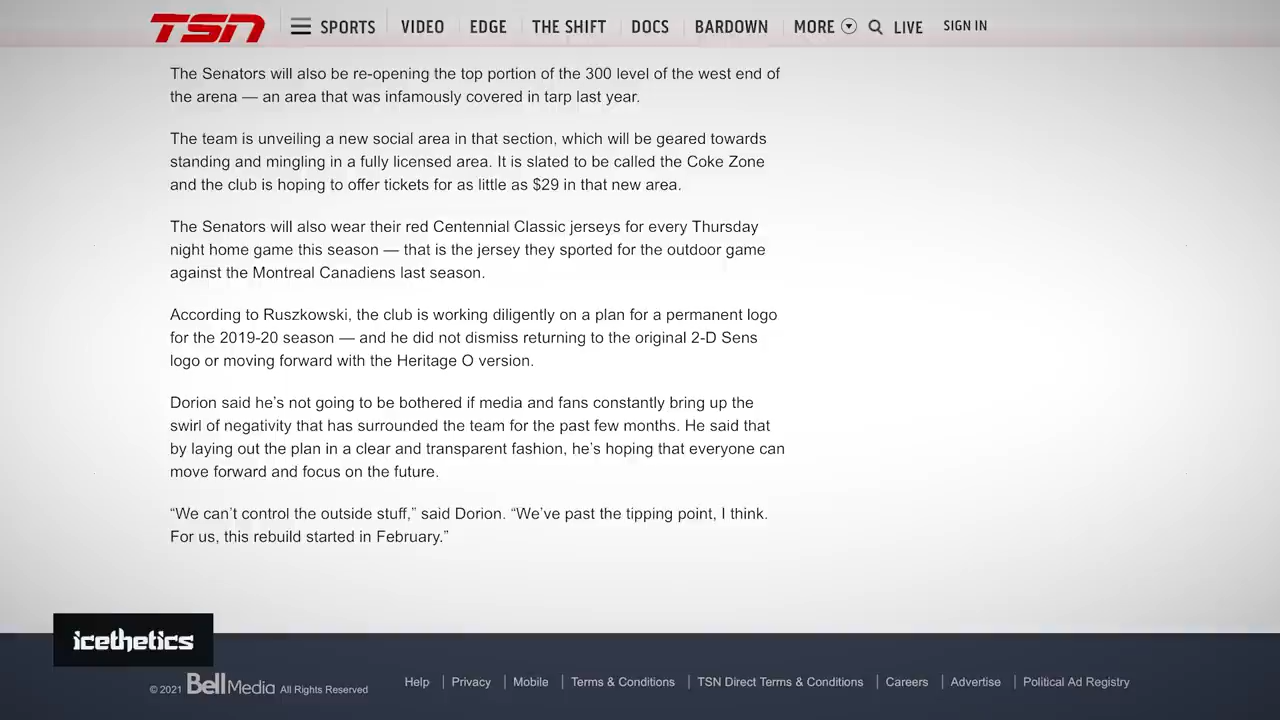 TSN SPORTS VIDEO EDGE THE SHIFT DOCS BARDOWN MORE LIVE SIGN IN
The Senators will also be re-opening the top portion of the 300 level of the west end of
the arena — an area that was infamously covered in tarp last year.
The team is unveiling a new social area in that section, which will be geared towards
standing and mingling in a fully licensed area. It is slated to be called the Coke Zone
and the club is hoping to offer tickets for as little as $29 in that new area.
The Senators will also wear their red Centennial Classic jerseys for every Thursday
night home game this season — that is the jersey they sported for the outdoor game
against the Montreal Canadiens last season.
According to Ruszkowski, the club is working diligently on a plan for a permanent logo
for the 2019-20 season — and he did not dismiss returning to the original 2-D Sens
logo or moving forward with the Heritage O version.
Dorion said he’s not going to be bothered if media and fans constantly bring up the
swirl of negativity that has surrounded the team for the past few months. He said that
by laying out the plan in a clear and transparent fashion, he’s hoping that everyone can
move forward and focus on the future.
“We can’t control the outside stuff,” said Dorion. “We’ve past the tipping point, I think.
For us, this rebuild started in February.”
icethetics
© 2021 Bell Media All Rights Reserved Help | Privacy | Mobile | Terms & Conditions | TSN Direct Terms & Conditions | Careers | Advertise | Political Ad Registry